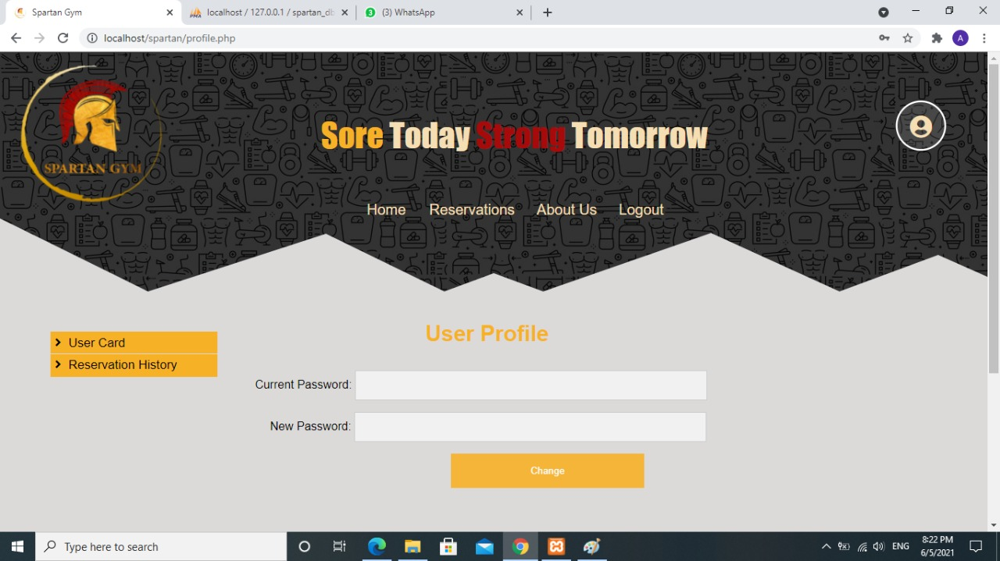 Spartan Gym
localhost / 127.0.0.1 / spartan_db
(3) WhatsApp
localhost/spartan/profile.php
A
SPARTAN GYM
Sore Today Strong Tomorrow
Home Reservations About Us Logout
User Profile
User Card
Reservation History
Current Password:
New Password:
Change
Type here to search
ENG
8:22 PM
6/5/2021